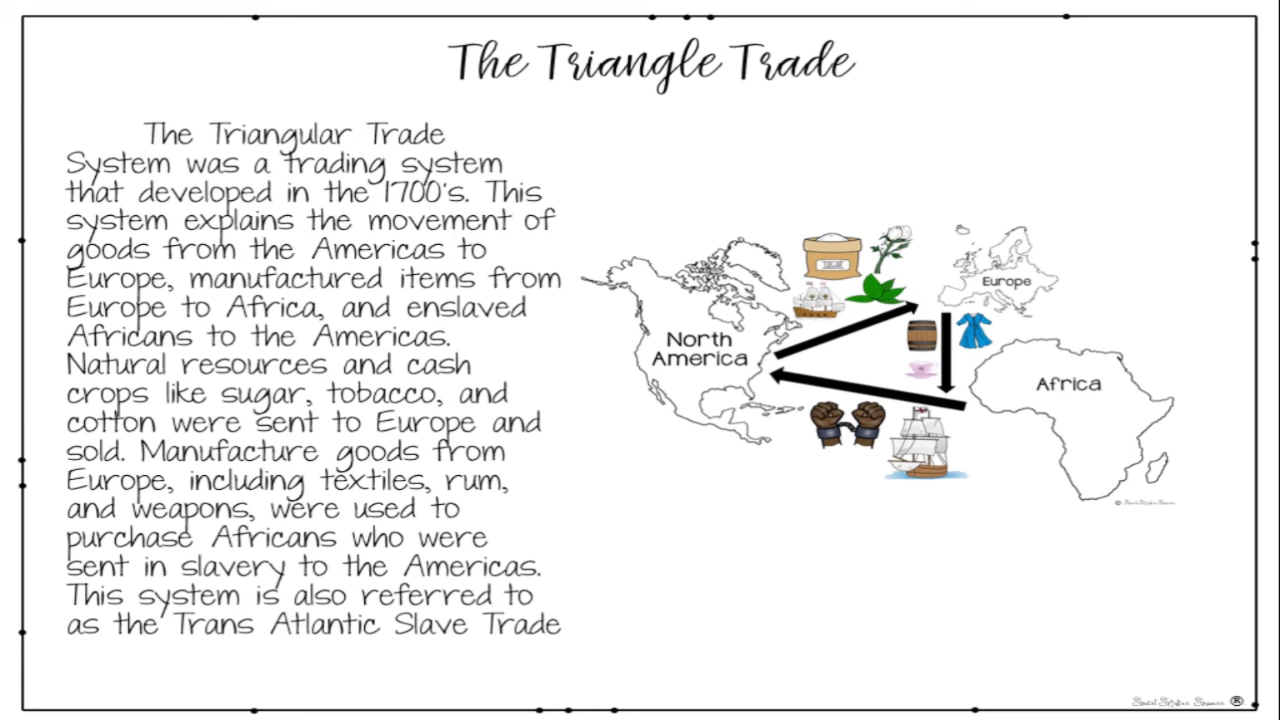 The Triangle Trade
The Triangular Trade
System was a trading system
that developed in the 1700's. This
system explains the movement of
goods from the Americas to
Europe, manufactured items from
Europe to Africa, and enslaved
Africans to the Americas.
Natural resources and cash
crops like sugar, tobacco, and
cotton were sent to Europe and
sold. Manufacture goods from
Europe, including textiles, rum,
and weapons, were used to
purchase Africans who were
sent in slavery to the Americas.
This system is also referred to
as the Trans Atlantic Slave Trade
North
America
Europe
Africa